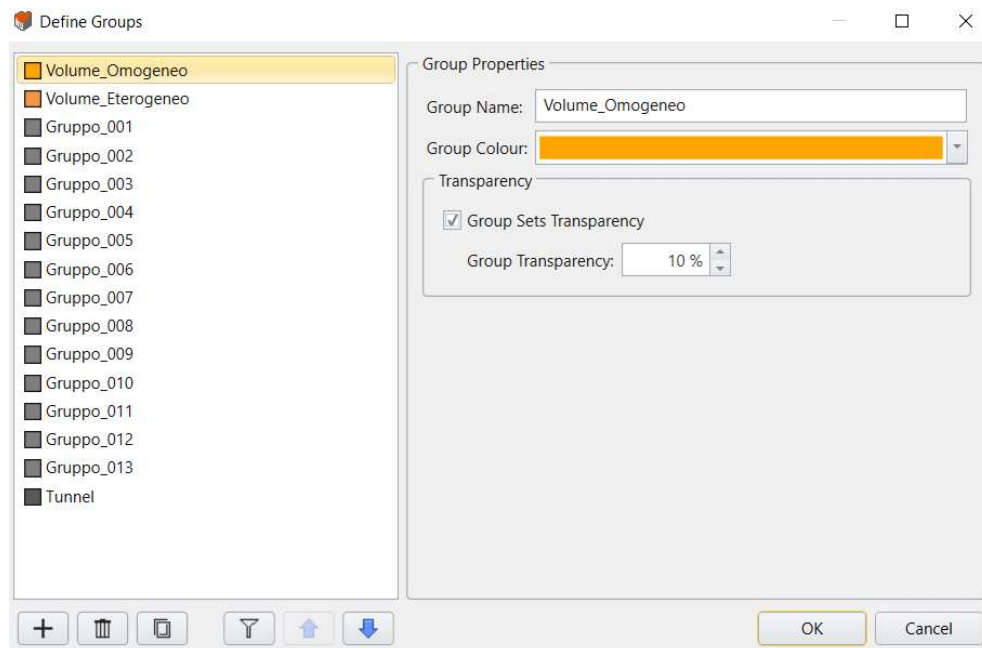 Define Groups
Volume_Omogeneo
Volume_Eterogeneo
Gruppo_001
Gruppo_002
Gruppo_003
Gruppo_004
Gruppo_005
Gruppo_006
Gruppo_007
Gruppo_008
Gruppo_009
Gruppo_010
Gruppo_011
Gruppo_012
Gruppo_013
Tunnel
Group Properties
Group Name: Volume_Omogeneo
Group Colour:
Transparency
Group Sets Transparency
Group Transparency: 10 %
OK Cancel